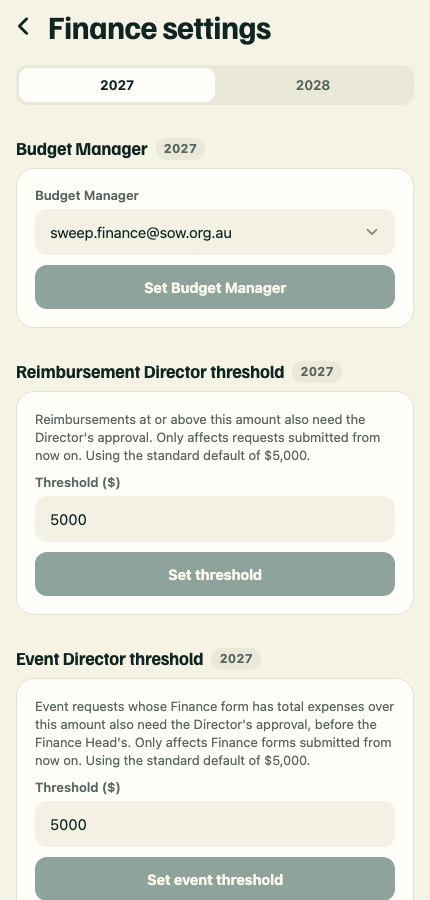 Finance settings
2027
2028
Budget Manager 2027
Budget Manager
sweep.finance@sow.org.au
Set Budget Manager
Reimbursement Director threshold 2027
Reimbursements at or above this amount also need the
Director's approval. Only affects requests submitted from
now on. Using the standard default of $5,000.
Threshold ($)
5000
Set threshold
Event Director threshold 2027
Event requests whose Finance form has total expenses over
this amount also need the Director's approval, before the
Finance Head's. Only affects Finance forms submitted from
now on. Using the standard default of $5,000.
Threshold ($)
5000
Set event threshold